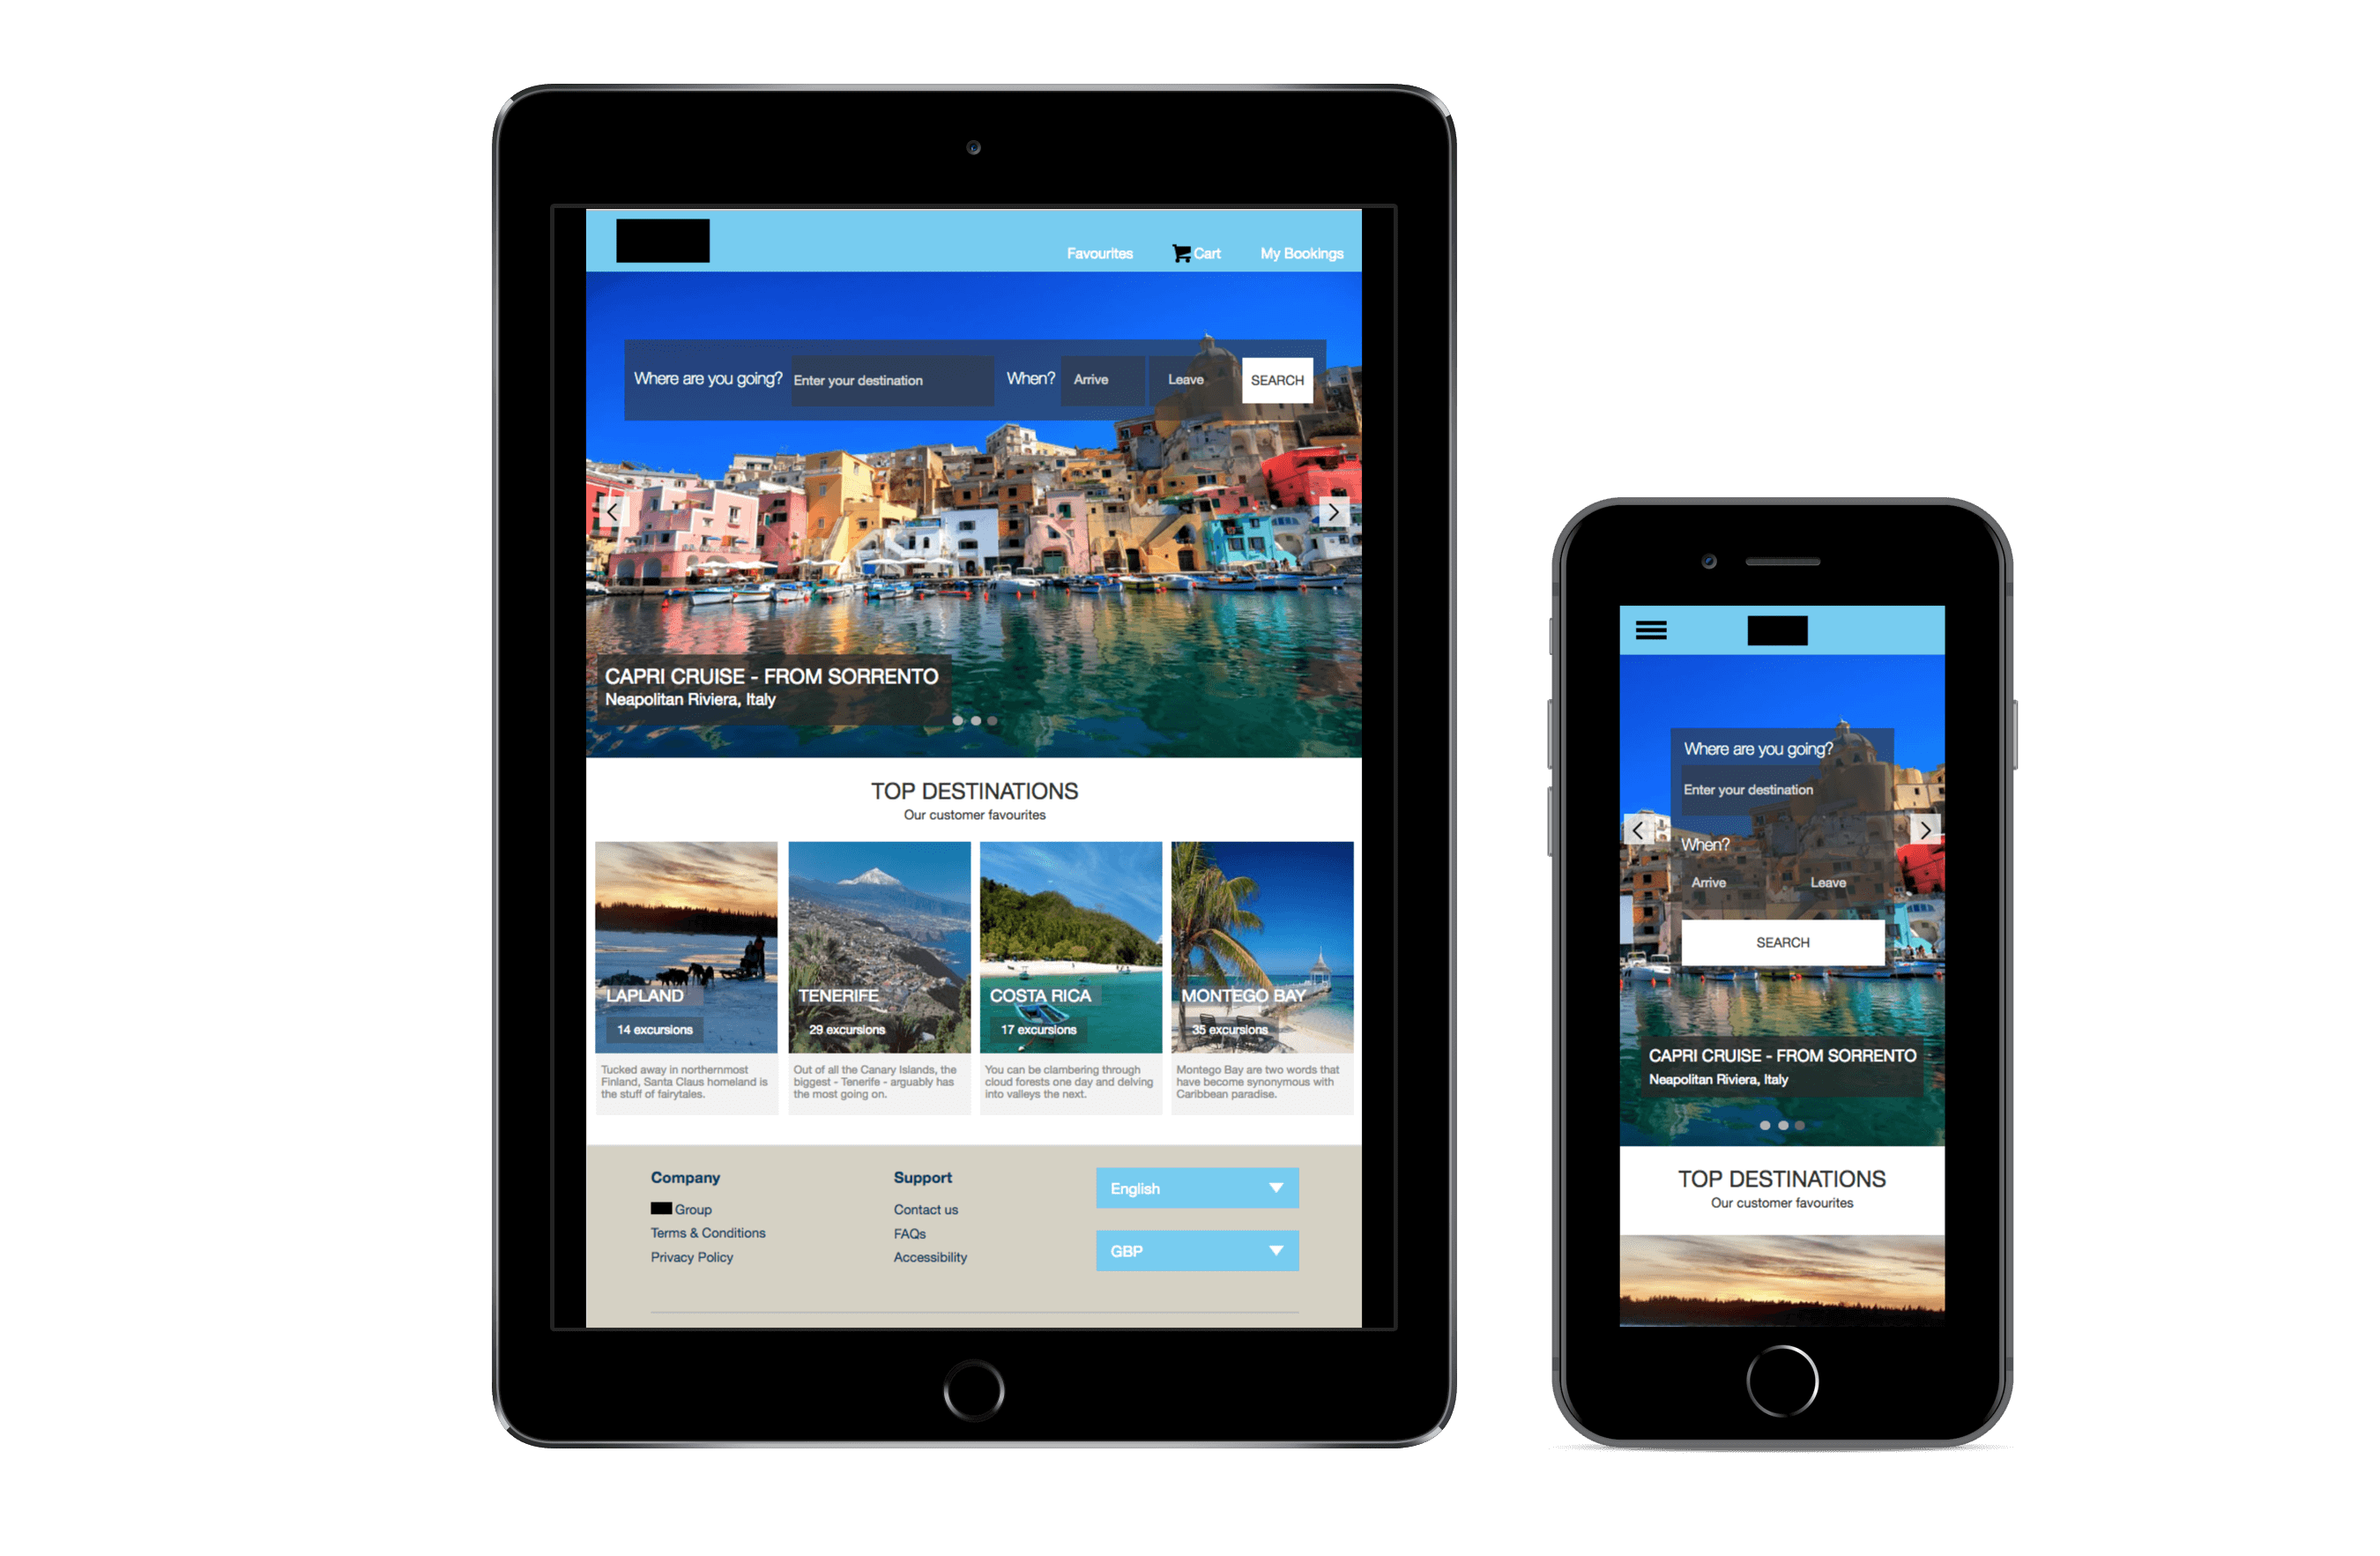 Favourites Cart My Bookings
Where are you going? Enter your destination When? Arrive Leave SEARCH
CAPRI CRUISE - FROM SORRENTO
Neapolitan Riviera, Italy
TOP DESTINATIONS
Our customer favourites
LAPLAND
14 excursions
Tucked away in northernmost
Finland, Santa Claus homeland is
the stuff of fairytales.
TENERIFE
29 excursions
Out of all the Canary Islands, the
biggest - Tenerife - arguably has
the most going on.
COSTA RICA
17 excursions
You can be clambering through
cloud forests one day and delving
into valleys the next.
MONTEGO BAY
35 excursions
Montego Bay are two words that
have become synonymous with
Caribbean paradise.
Company
Group
Terms & Conditions
Privacy Policy
Support
Contact us
FAQs
Accessibility
English
GBP
Where are you going?
Enter your destination
When?
Arrive Leave
SEARCH
CAPRI CRUISE - FROM SORRENTO
Neapolitan Riviera, Italy
TOP DESTINATIONS
Our customer favourites